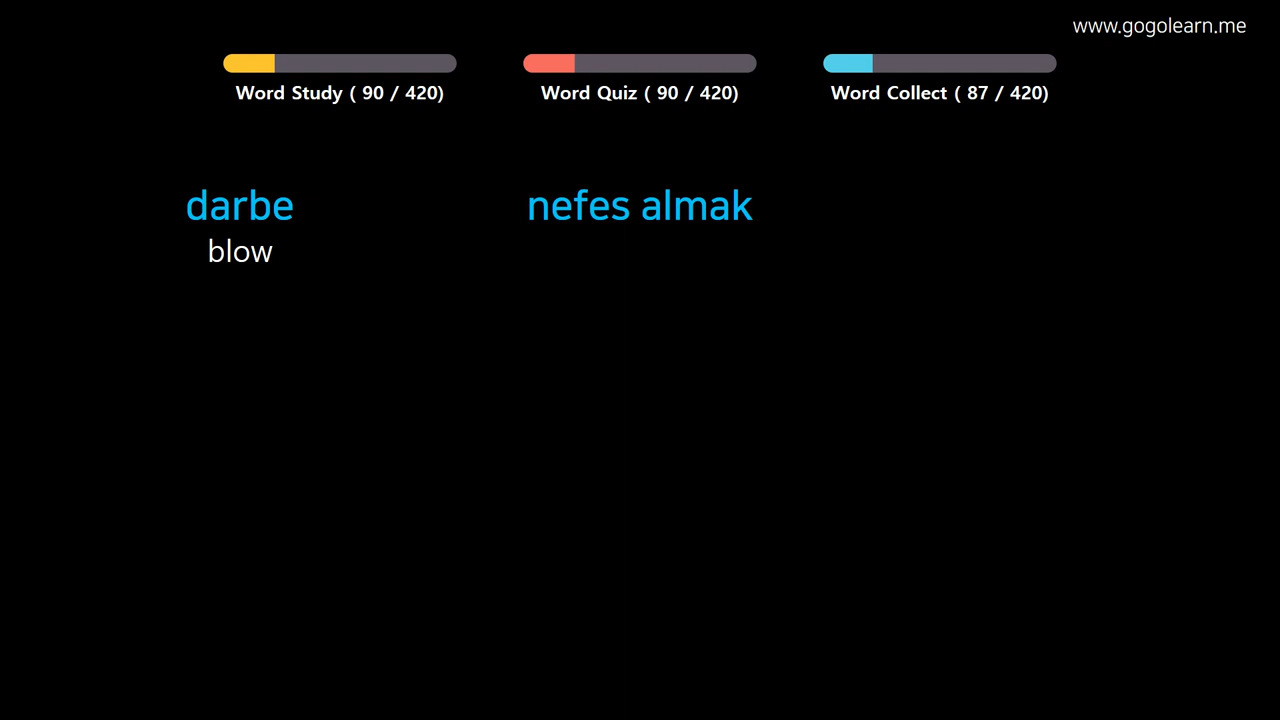 www.gogolearn.me
Word Study ( 90 / 420)
Word Quiz ( 90 / 420)
Word Collect ( 87 / 420)
darbe
nefes almak
blow